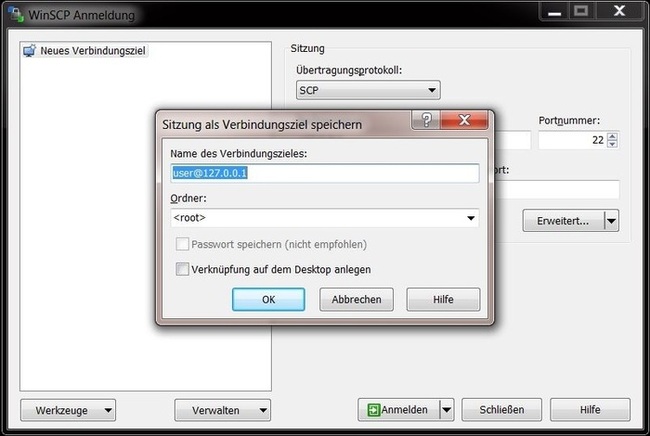 WinSCP Anmeldung
Neues Verbindungsziel
Sitzung
Übertragungsprotokoll:
SCP
Portnummer:
22
ort:
Erweitert...
Sitzung als Verbindungsziel speichern
?
Name des Verbindungszieles:
user@127.0.0.1
Ordner:
<root>
Passwort speichern (nicht empfohlen)
Verknüpfung auf dem Desktop anlegen
OK Abbrechen Hilfe
Werkzeuge Verwalten Anmelden Schließen Hilfe